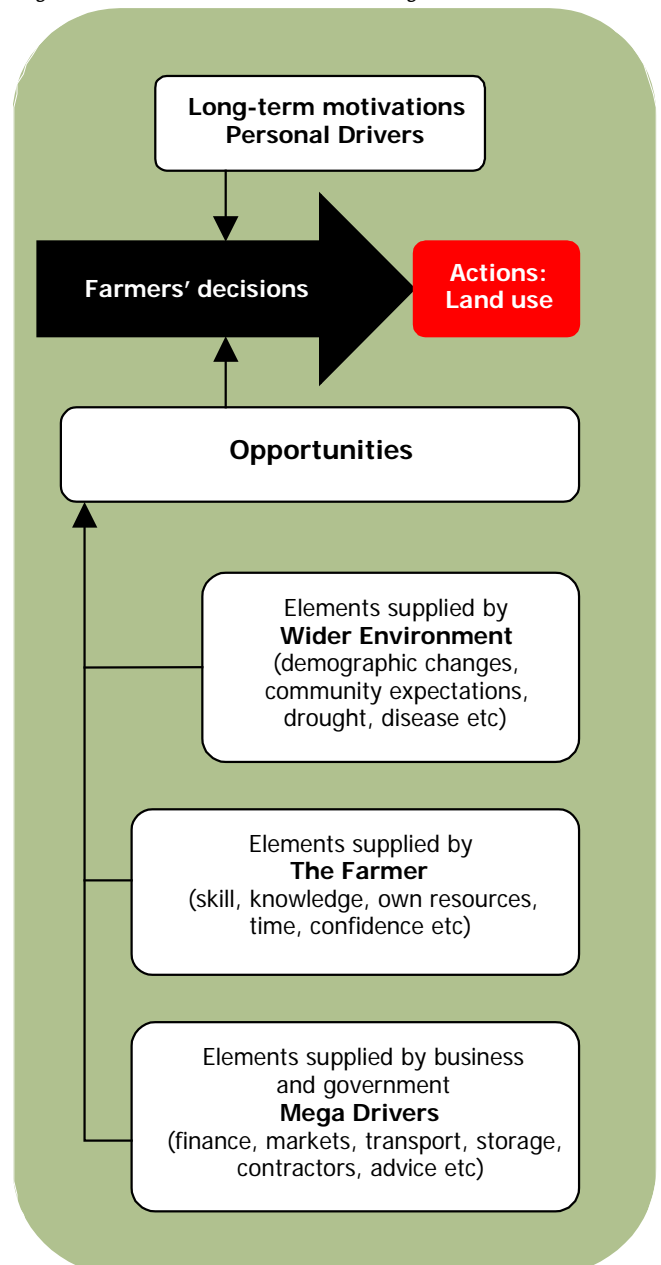 Long-term motivations
Personal Drivers
Farmers’ decisions
Actions:
Land use
Opportunities
Elements supplied by
Wider Environment
(demographic changes,
community expectations,
drought, disease etc)
Elements supplied by
The Farmer
(skill, knowledge, own resources,
time, confidence etc)
Elements supplied by business
and government
Mega Drivers
(finance, markets, transport, storage,
contractors, advice etc)